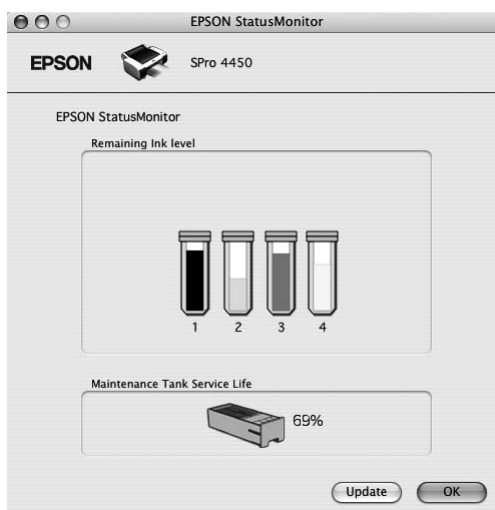 EPSON StatusMonitor
EPSON SPro 4450
EPSON StatusMonitor
Remaining Ink level
1 2 3 4
Maintenance Tank Service Life
69%
Update OK